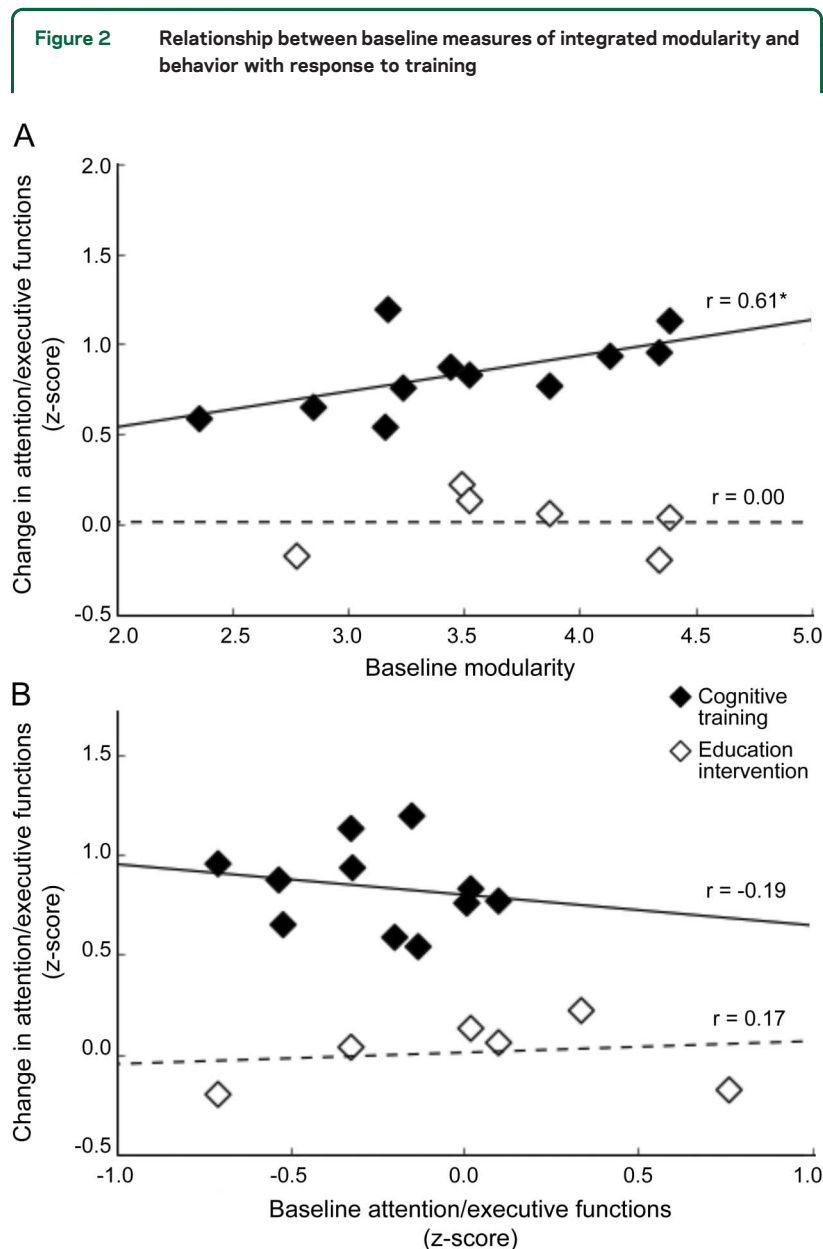 Figure 2 Relationship between baseline measures of integrated modularity and
behavior with response to training
A
Change in attention/executive functions
(z-score)
2.0
1.5
1.0
0.5
0.0
-0.5
r = 0.61*
r = 0.00
2.0 2.5 3.0 3.5 4.0 4.5 5.0
Baseline modularity
B
Cognitive
training
Education
intervention
Change in attention/executive functions
(z-score)
1.5
1.0
0.5
0.0
-0.5
r = -0.19
r = 0.17
-1.0 -0.5 0.0 0.5 1.0
Baseline attention/executive functions
(z-score)